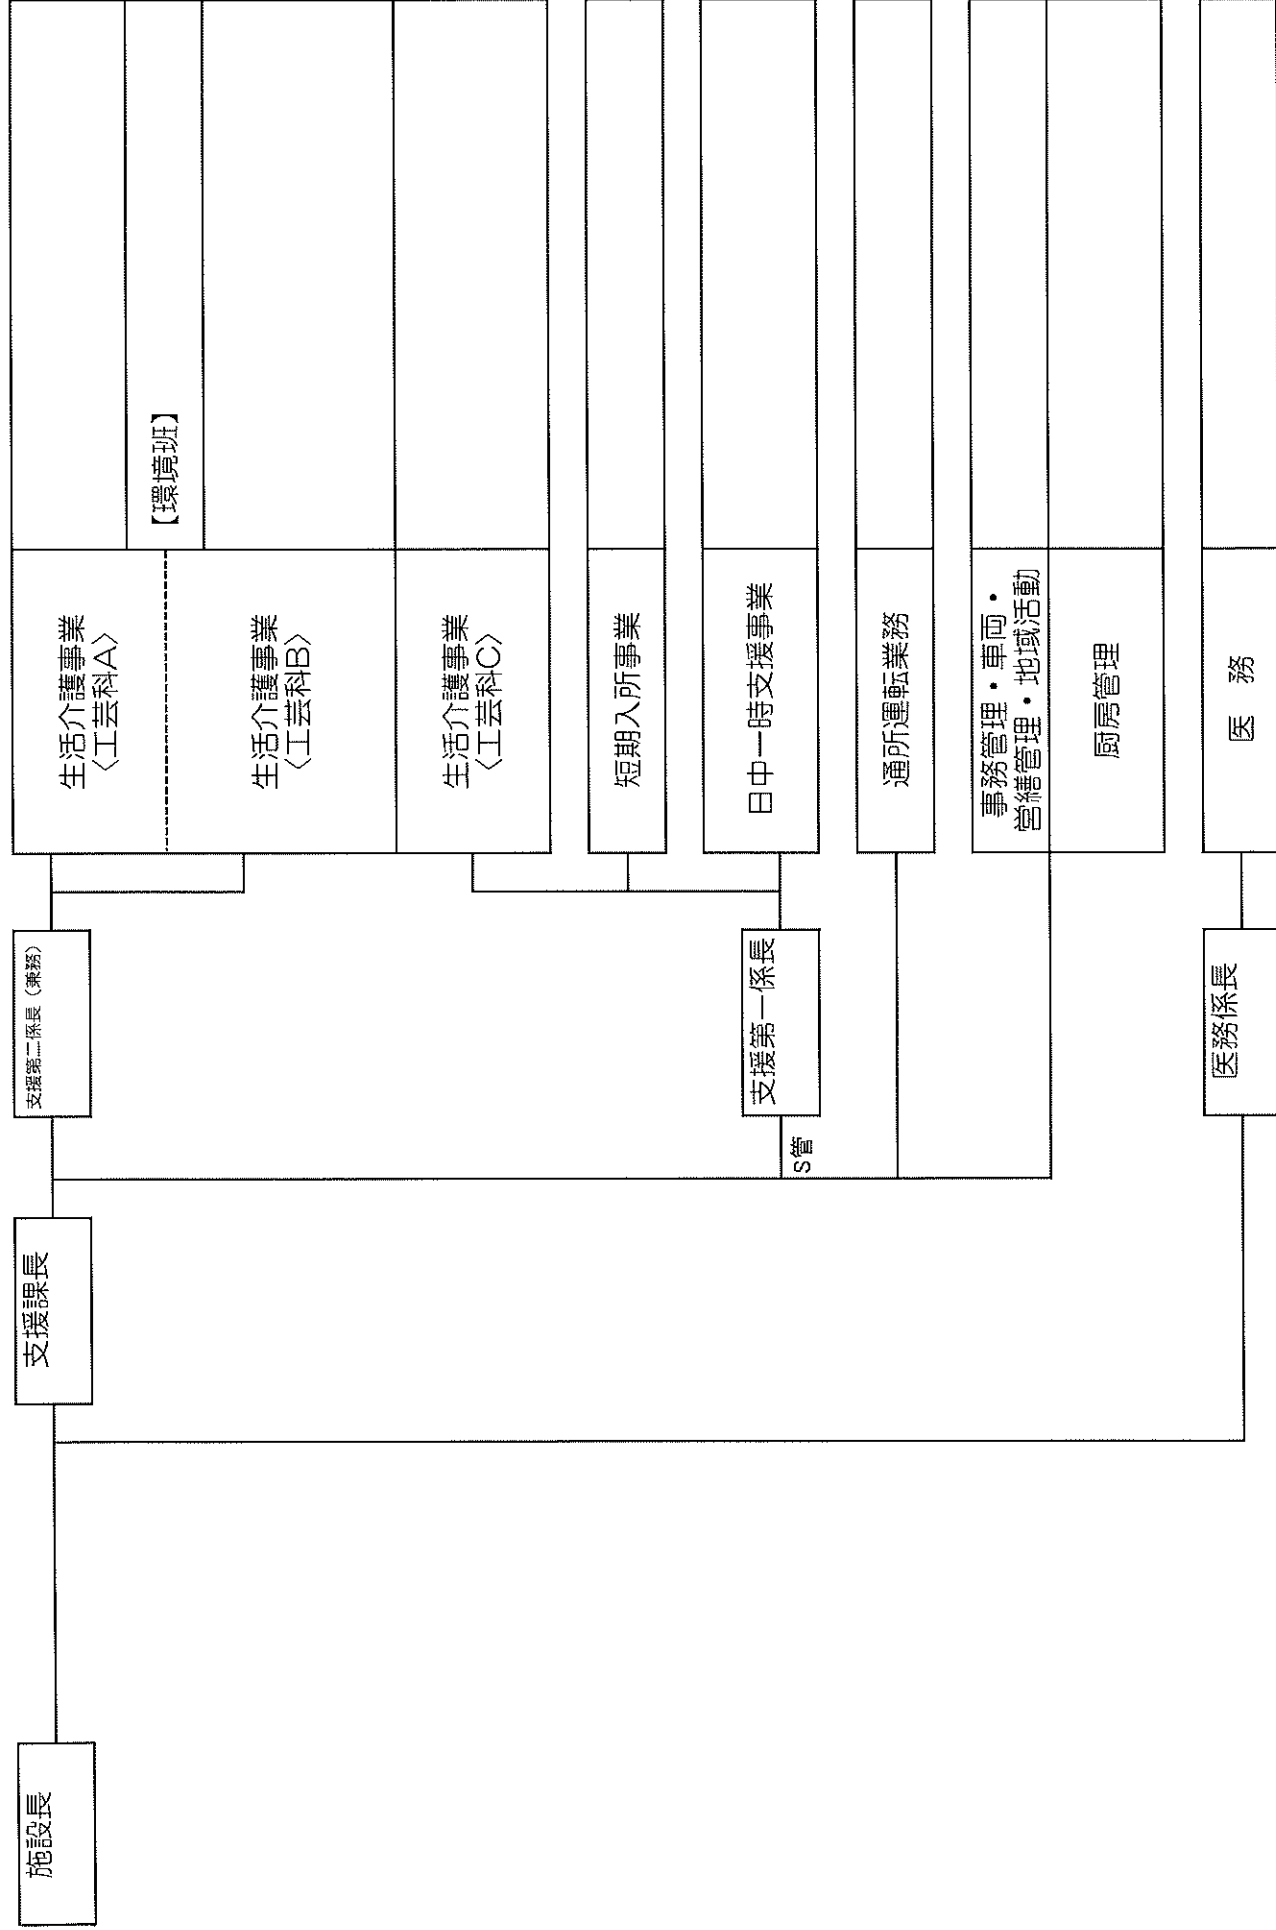 施設長
支援課長
支援第二係長（兼務）
生活介護事業
〈工芸科A〉
【環境班】
生活介護事業
〈工芸科B〉
生活介護事業
〈工芸科C〉
短期入所事業
S管
支援第一係長
日中一時支援事業
通所運転業務
事務管理・車両・
営繕管理・地域活動
厨房管理
医務係長
医　務